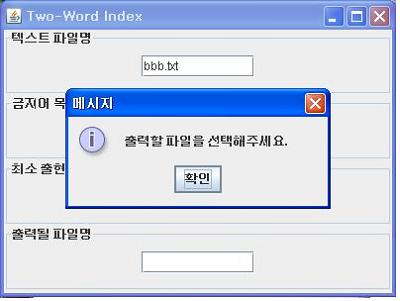 Two-Word Index
텍스트 파일명
bbb.txt
금지어 목
메시지
출력할 파일을 선택해주세요.
확인
최소 출현
출력될 파일명